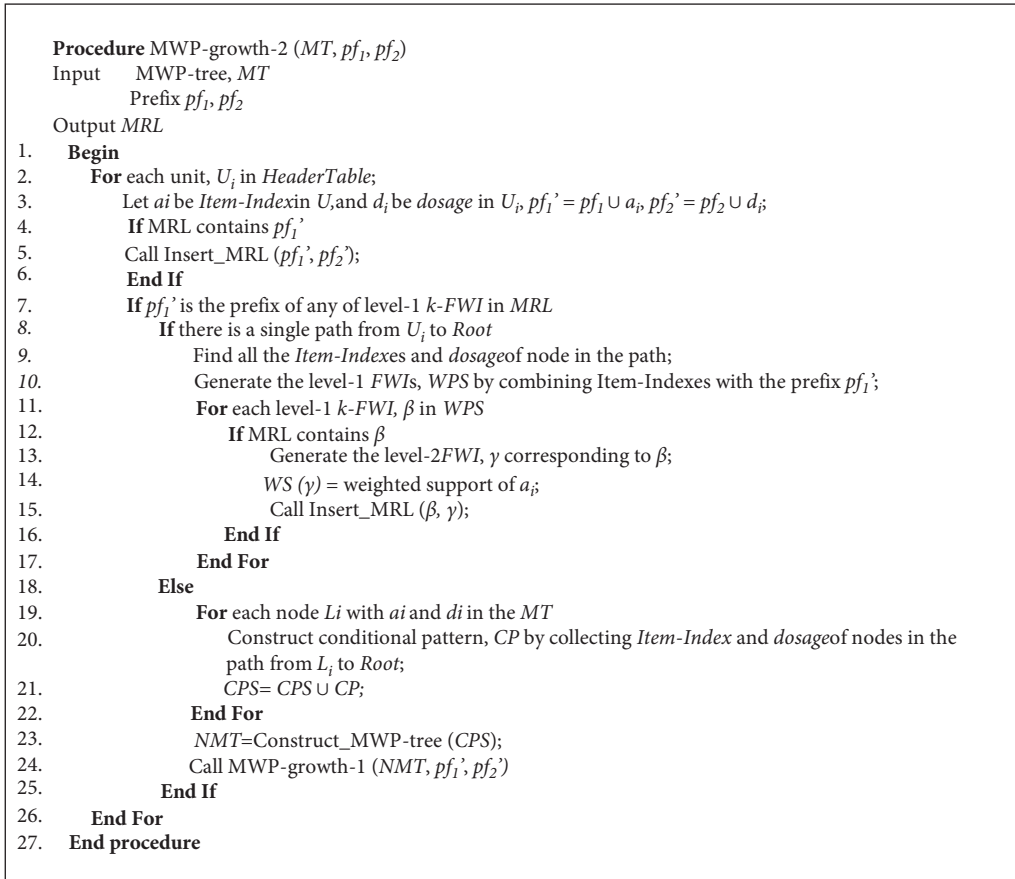 Procedure MWP-growth-2 (MT, pf1, pf2)
Input MWP-tree, MT
Prefix pf1, pf2
Output MRL
1. Begin
2. For each unit, Ui in HeaderTable;
3. Let ai be Item-Indexin U,and di be dosage in Ui, pf1’ = pf1 ∪ ai, pf2’ = pf2 ∪ di;
4. If MRL contains pf1’
5. Call Insert_MRL (pf1’, pf2’);
6. End If
7. If pf1’ is the prefix of any of level-1 k-FWI in MRL
8. If there is a single path from Ui to Root
9. Find all the Item-Indexes and dosageof node in the path;
10. Generate the level-1 FWIs, WPS by combining Item-Indexes with the prefix pf1’;
11. For each level-1 k-FWI, β in WPS
12. If MRL contains β
13. Generate the level-2FWI, γ corresponding to β;
14. WS (γ) = weighted support of ai;
15. Call Insert_MRL (β, γ);
16. End If
17. End For
18. Else
19. For each node Li with ai and di in the MT
20. Construct conditional pattern, CP by collecting Item-Index and dosageof nodes in the
path from Li to Root;
21. CPS= CPS ∪ CP;
22. End For
23. NMT=Construct_MWP-tree (CPS);
24. Call MWP-growth-1 (NMT, pf1’, pf2’)
25. End If
26. End For
27. End procedure